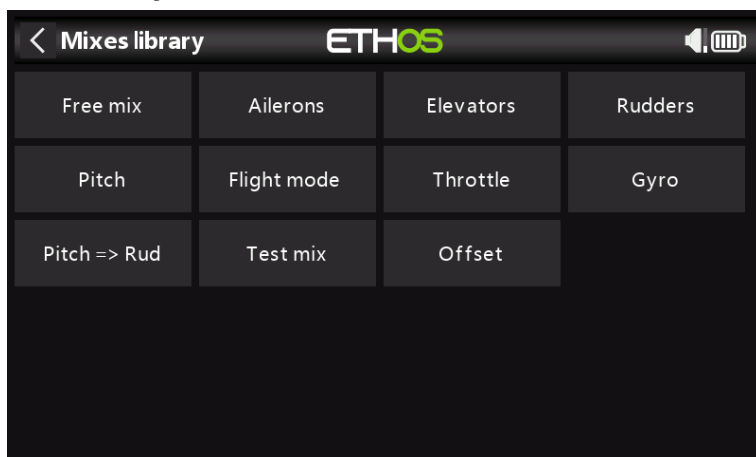 Mixes library ETHOS
Free mix Ailerons Elevators Rudders
Pitch Flight mode Throttle Gyro
Pitch => Rud Test mix Offset